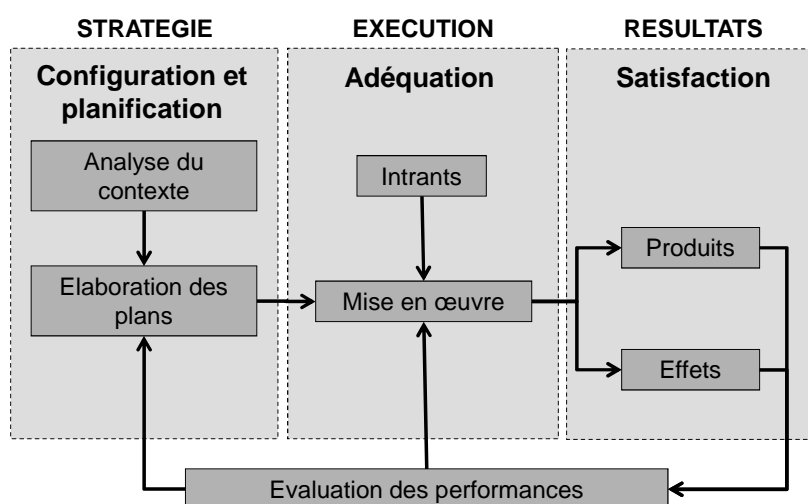 STRATEGIE
EXECUTION
RESULTATS
Configuration et
planification
Adéquation
Satisfaction
Analyse du
contexte
Intrants
Produits
Elaboration des
plans
Mise en œuvre
Effets
Evaluation des performances